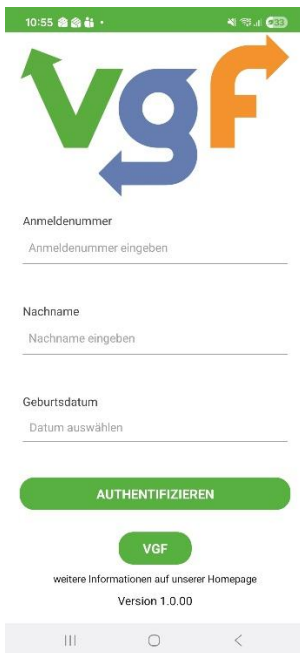 10:55
vgf
Anmeldenummer
Anmeldenummer eingeben
Nachname
Nachname eingeben
Geburtsdatum
Datum auswählen
AUTHENTIFIZIEREN
VGF
weitere Informationen auf unserer Homepage
Version 1.0.00